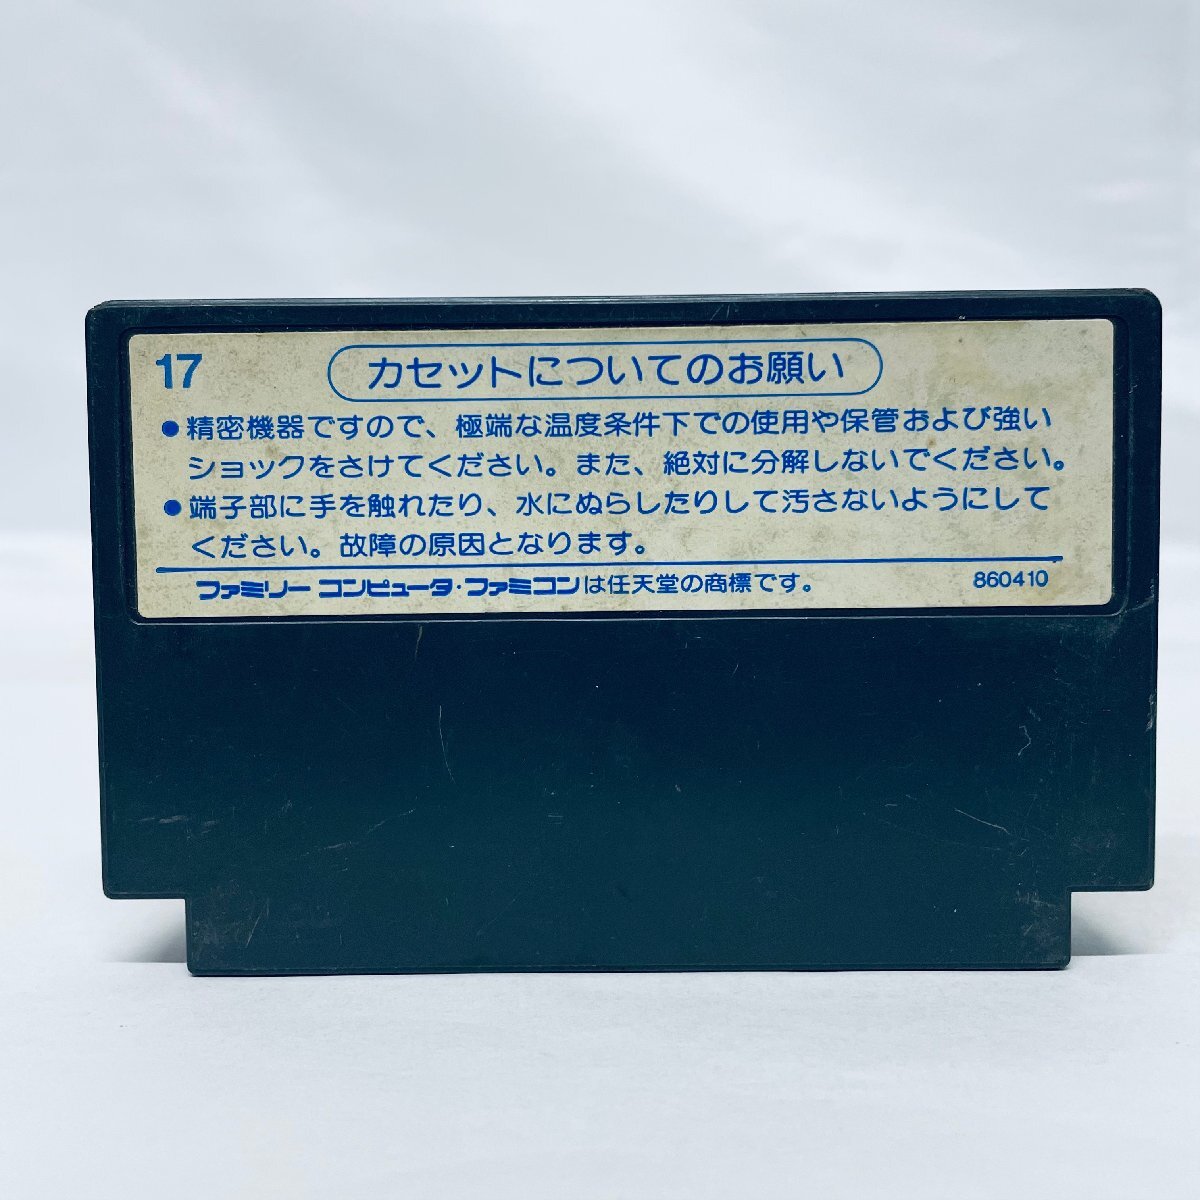 17
カセットについてのお願い
●精密機器ですので、極端な温度条件下での使用や保管および強い
ショックをさけてください。また、絶対に分解しないでください。
●端子部に手を触れたり、水にぬらしたりして汚さないようにして
ください。故障の原因となります。
ファミリー コンピュータ・ファミコンは任天堂の商標です。 860410